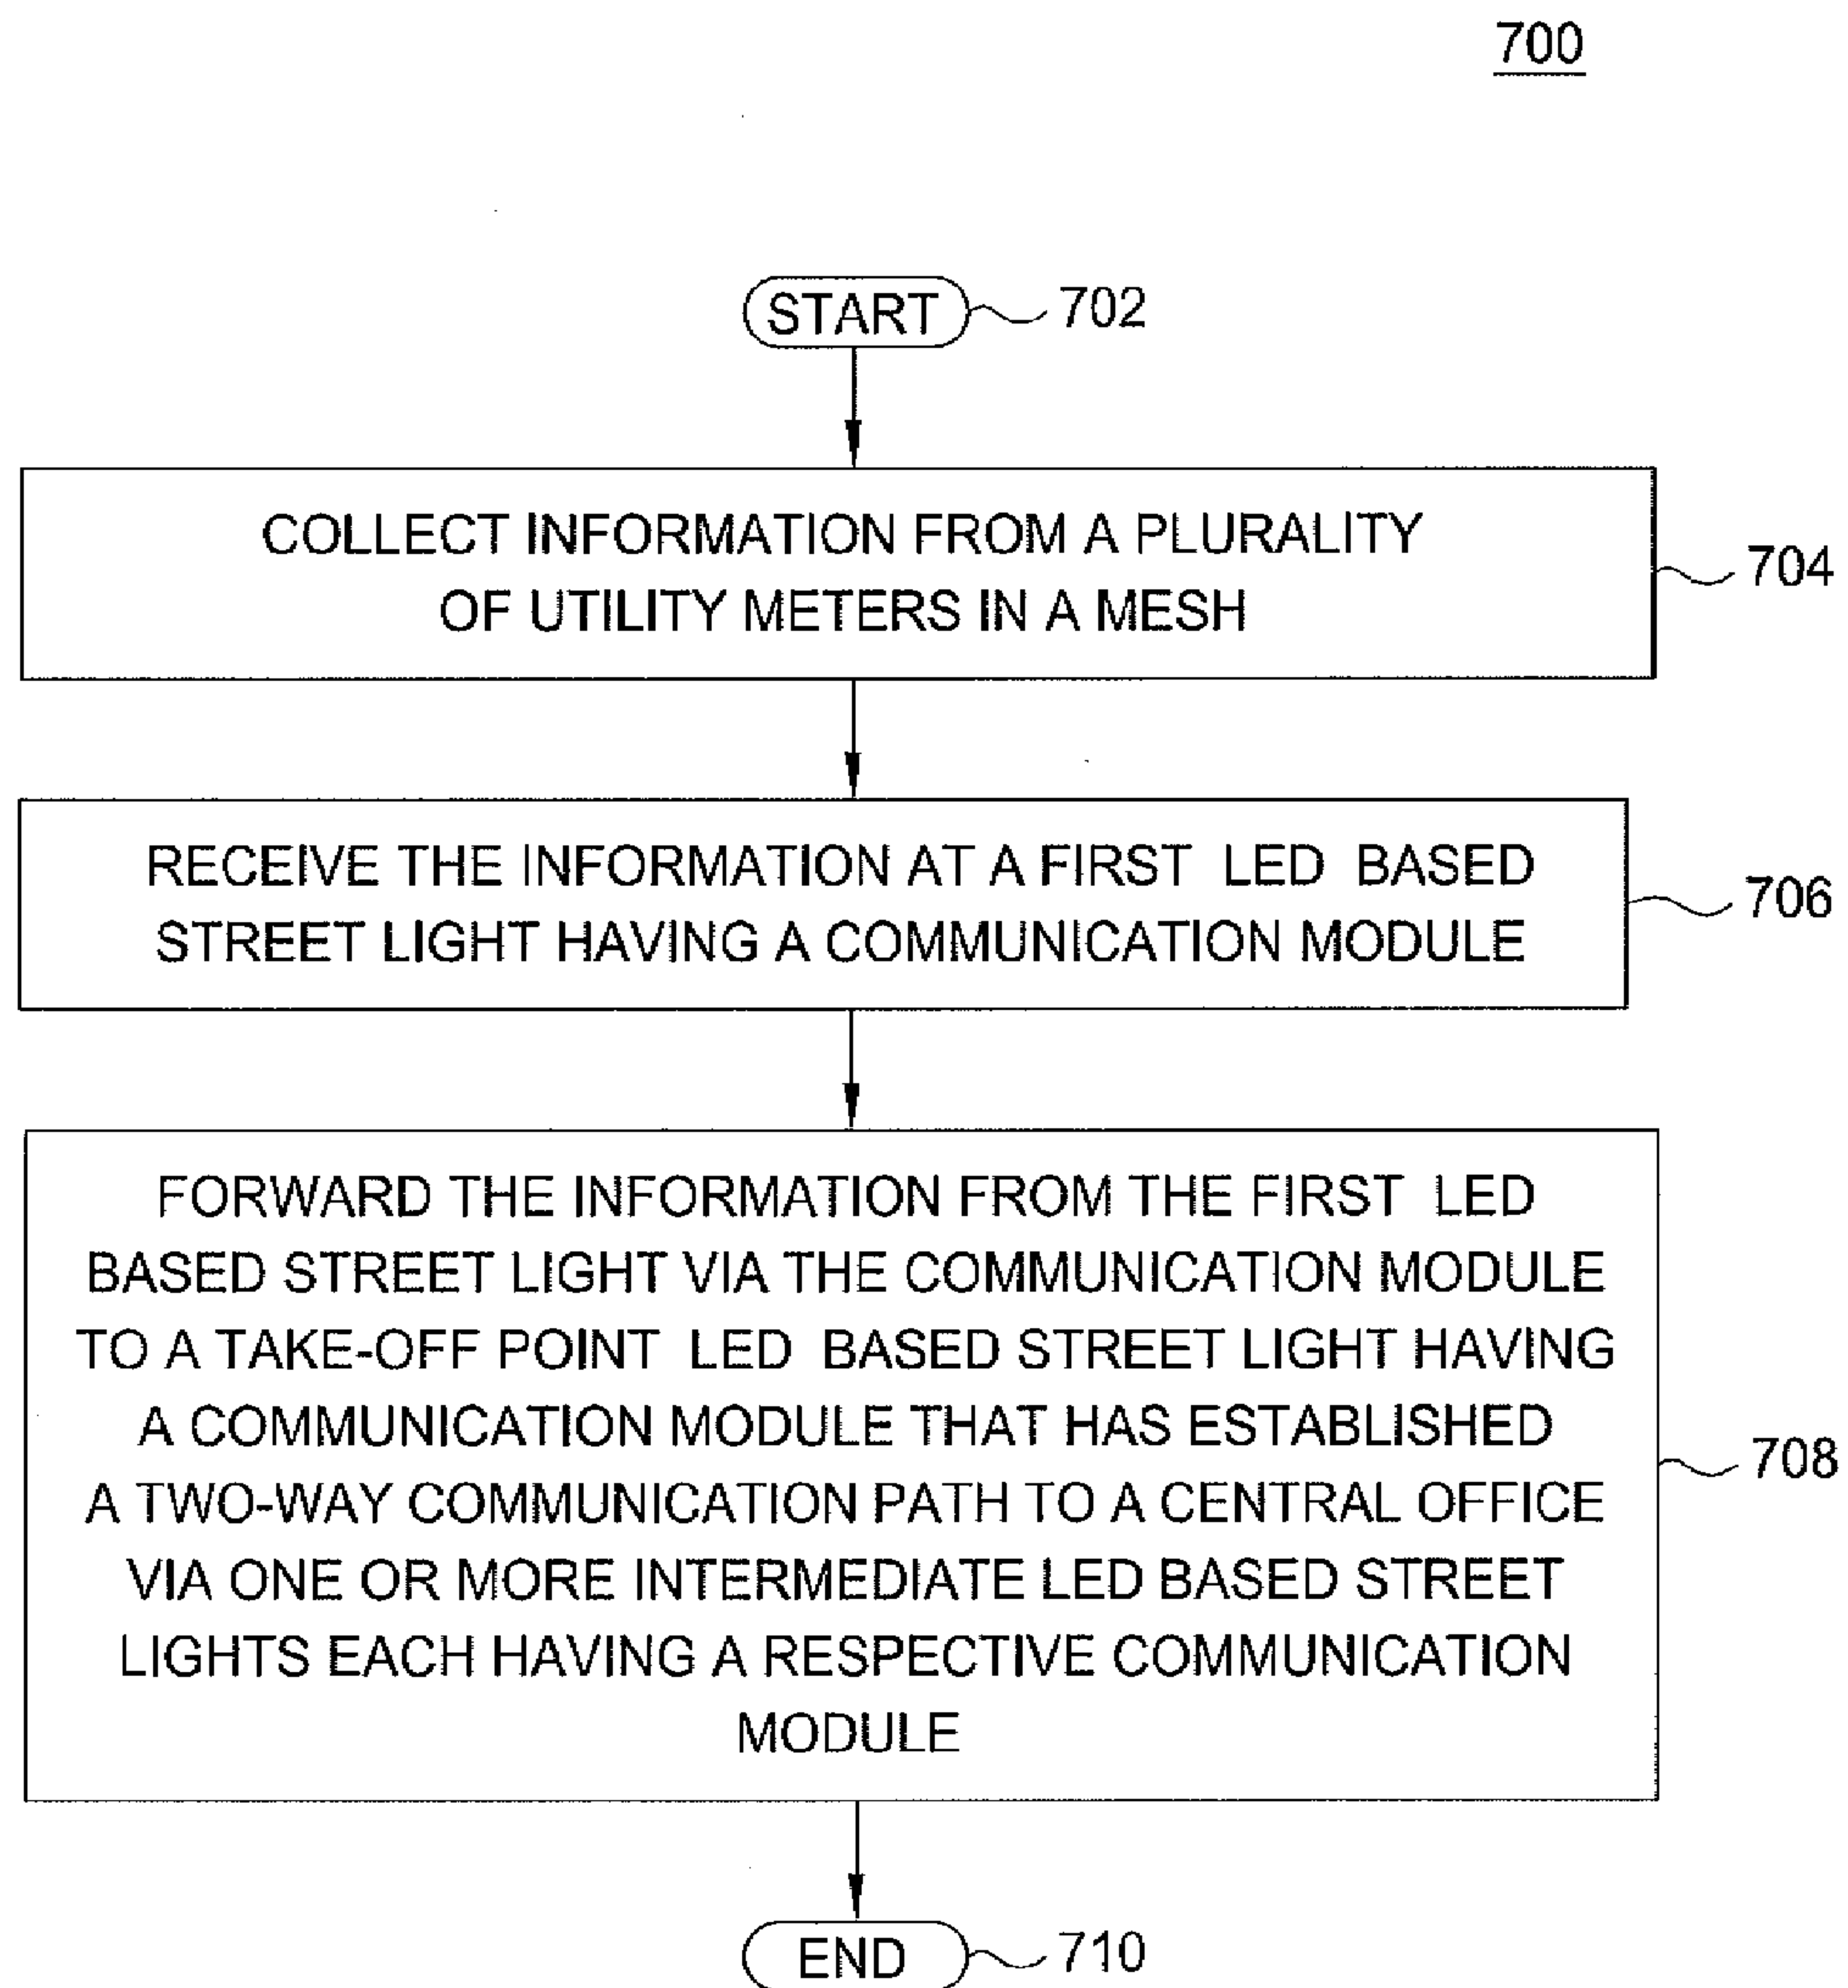 700
START 702
COLLECT INFORMATION FROM A PLURALITY
OF UTILITY METERS IN A MESH
704
RECEIVE THE INFORMATION AT A FIRST LED BASED
STREET LIGHT HAVING A COMMUNICATION MODULE
706
FORWARD THE INFORMATION FROM THE FIRST LED
BASED STREET LIGHT VIA THE COMMUNICATION MODULE
TO A TAKE-OFF POINT LED BASED STREET LIGHT HAVING
A COMMUNICATION MODULE THAT HAS ESTABLISHED
A TWO-WAY COMMUNICATION PATH TO A CENTRAL OFFICE
VIA ONE OR MORE INTERMEDIATE LED BASED STREET
LIGHTS EACH HAVING A RESPECTIVE COMMUNICATION
MODULE
708
END 710